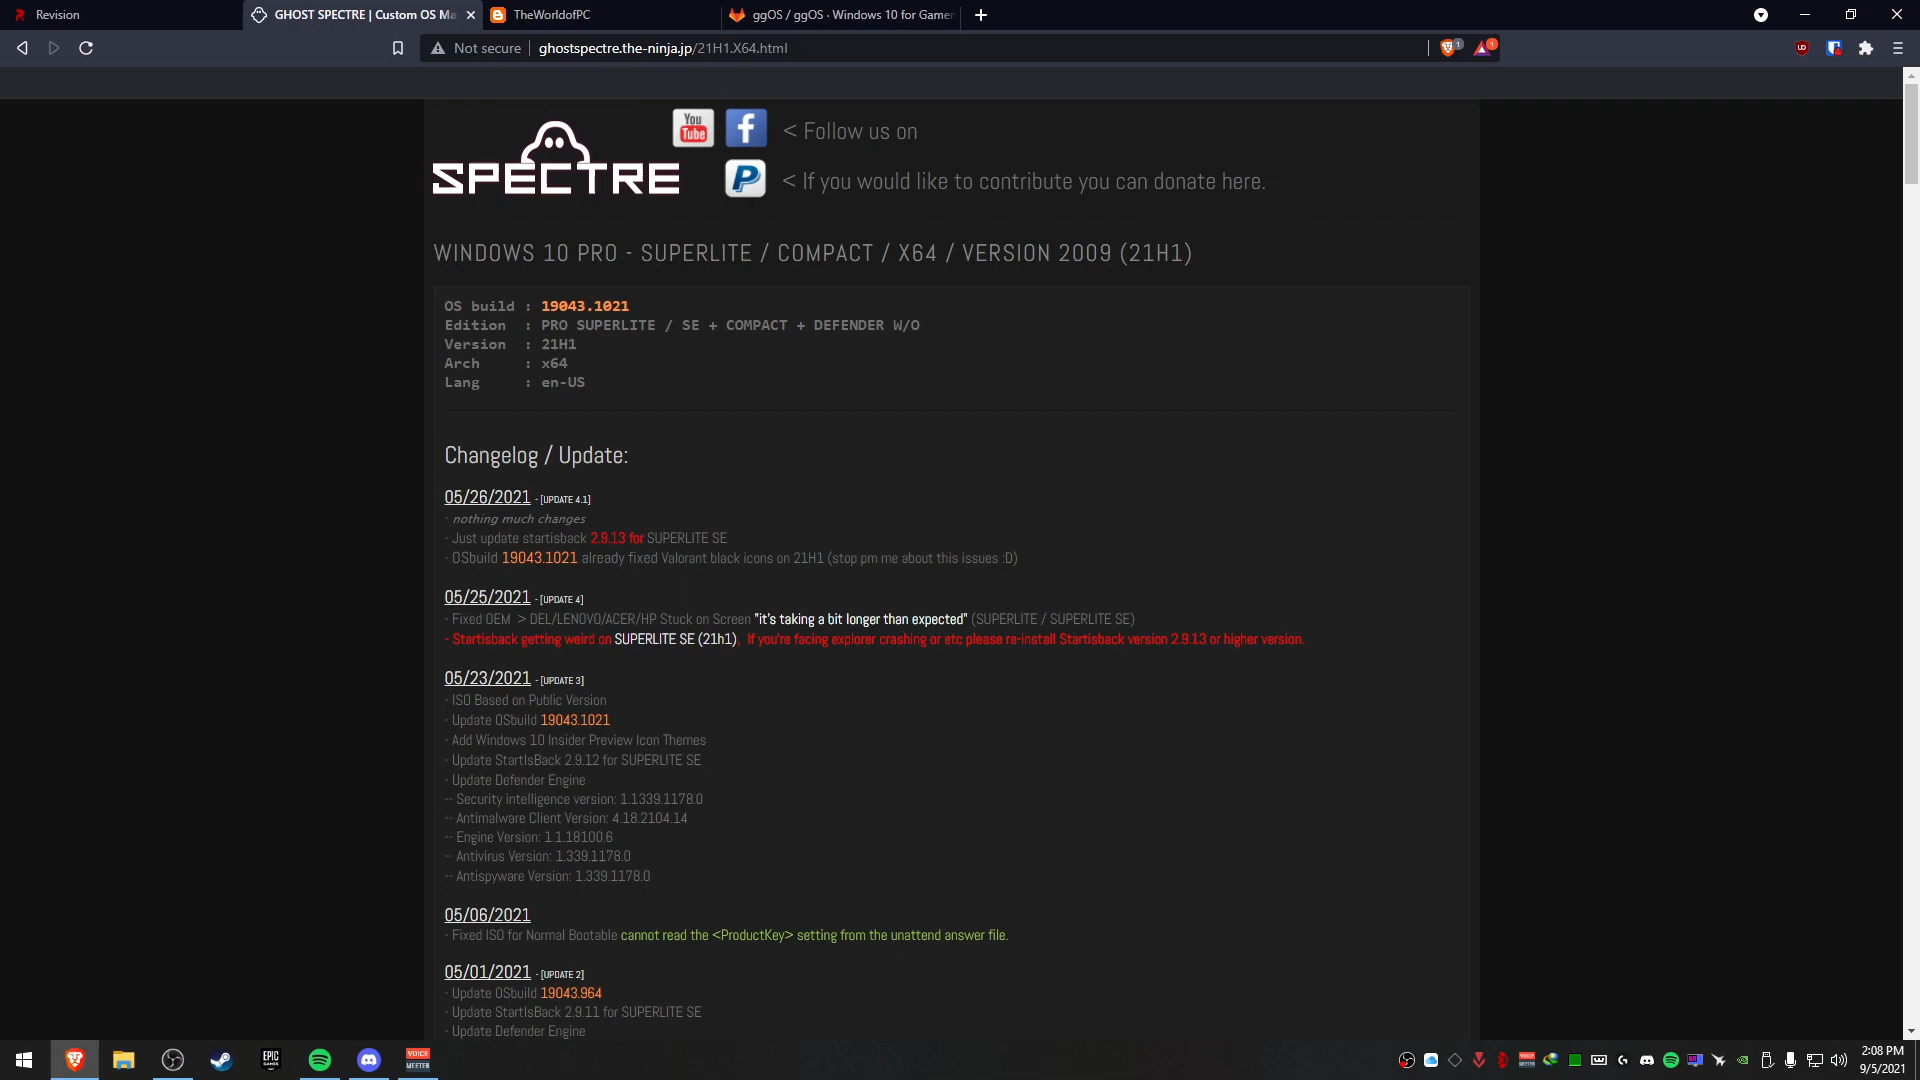 Revision
GHOST SPECTRE | Custom OS Ma
TheWorldofPC
ggOS / ggOS · Windows 10 for Gamer
Not secure
ghostspectre.the-ninja.jp/21H1.X64.html
1
1
You
Tube
< Follow us on
SPECTRE
< If you would like to contribute you can donate here.
WINDOWS 10 PRO - SUPERLITE / COMPACT / X64 / VERSION 2009 (21H1)
OS build : 19043.1021
Edition : PRO SUPERLITE / SE + COMPACT + DEFENDER W/O
Version : 21H1
Arch : x64
Lang : en-US
Changelog / Update:
05/26/2021 - [UPDATE 4.1]
- nothing much changes
- Just update startisback 2.9.13 for SUPERLITE SE
- OSbuild 19043.1021 already fixed Valorant black icons on 21H1 (stop pm me about this issues :D)
05/25/2021 - [UPDATE 4]
- Fixed OEM > DEL/LENOVO/ACER/HP Stuck on Screen "it's taking a bit longer than expected" (SUPERLITE / SUPERLITE SE)
- Startisback getting weird on SUPERLITE SE (21h1), If you're facing explorer crashing or etc please re-install Startisback version 2.9.13 or higher version.
05/23/2021 - [UPDATE 3]
- ISO Based on Public Version
- Update OSbuild 19043.1021
- Add Windows 10 Insider Preview Icon Themes
- Update StartIsBack 2.9.12 for SUPERLITE SE
- Update Defender Engine
-- Security intelligence version: 1.1339.1178.0
-- Antimalware Client Version: 4.18.2104.14
-- Engine Version: 1.1.18100.6
-- Antivirus Version: 1.339.1178.0
-- Antispyware Version: 1.339.1178.0
05/06/2021
- Fixed ISO for Normal Bootable cannot read the <ProductKey> setting from the unattend answer file.
05/01/2021 - [UPDATE 2]
- Update OSbuild 19043.964
- Update StartIsBack 2.9.11 for SUPERLITE SE
- Update Defender Engine
EPIC
GAMES
VOICE
MEETER
2:08 PM
9/5/2021